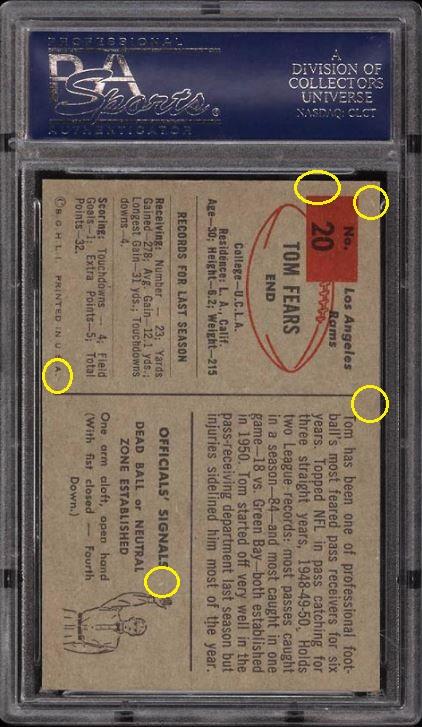 PROFESSIONAL
PSA
Sports®
AUTHENTICATOR
A
DIVISION OF
COLLECTORS
UNIVERSE
NASDAQ: CLCT
No.
20
Los Angeles
Rams
TOM FEARS
END
College—U.C.L.A.
Residence: L. A., Calif.
Age—30; Height—6.2; Weight—215
RECORDS FOR LAST SEASON
Receiving: Number — 23; Yards
Gained—278; Avg. Gain—12.1 yds.;
Longest Gain—31 yds.; Touchdowns—4.
Scoring: Touchdowns — 4; Field
Goals—1; Extra Points—5; Total
Points—32.
©B.G.H.L.I. PRINTED IN U.S.A.
Tom has been one of professional foot-
ball's most feared pass receivers for six
years. Topped NFL in pass catching for
three straight years, 1948-49-50. Holds
two League records: most passes caught
in a season—84—and most caught in one
game—18 vs. Green Bay—both established
in 1950. Tom started off very well in the
pass-receiving department last season but
injuries sidelined him most of the year.
OFFICIALS' SIGNALS
DEAD BALL or NEUTRAL
ZONE ESTABLISHED
One arm aloft, open hand
(With fist closed — Fourth
Down.)